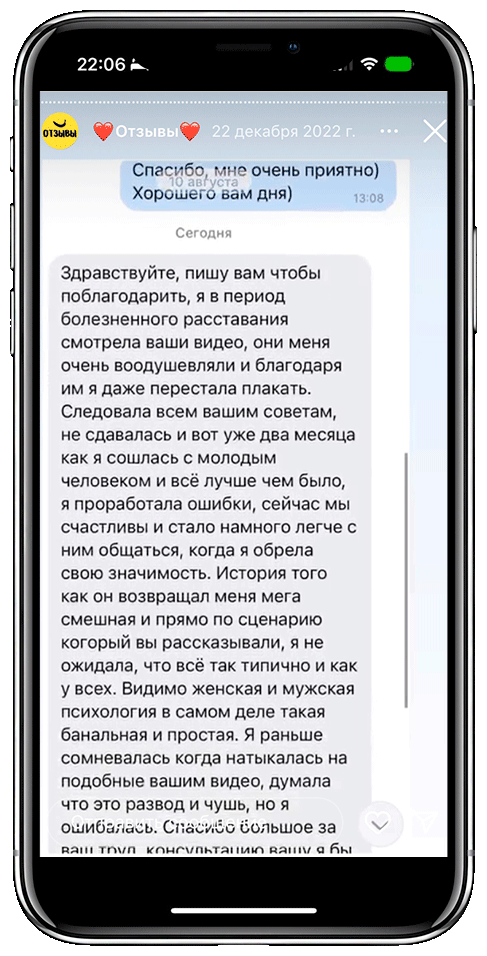 22:06
ОТЗЫВЫ
❤️Отзывы❤️ 22 декабря 2022 г.
Спасибо, мне очень приятно)
10 августа
Хорошего вам дня)
13:08
Сегодня
Здравствуйте, пишу вам чтобы
поблагодарить, я в период
болезненного расставания
смотрела ваши видео, они меня
очень воодушевляли и благодаря
им я даже перестала плакать.
Следовала всем вашим советам,
не сдавалась и вот уже два месяца
как я сошлась с молодым
человеком и всё лучше чем было,
я проработала ошибки, сейчас мы
счастливы и стало намного легче с
ним общаться, когда я обрела
свою значимость. История того
как он возвращал меня мега
смешная и прямо по сценарию
когорый вы рассказывали, я не
ожидала, что всё так типично и как
у всех. Видимо женская и мужская
психология в самом деле такая
банальная и простая. Я раньше
сомневалась когда натыкалась на
подобные вашим видео, думала
что это развод и чушь, но я
Отправить сообщение
ошибалась. Спасибо большое за
ваш труд, консультацию вашу я бы